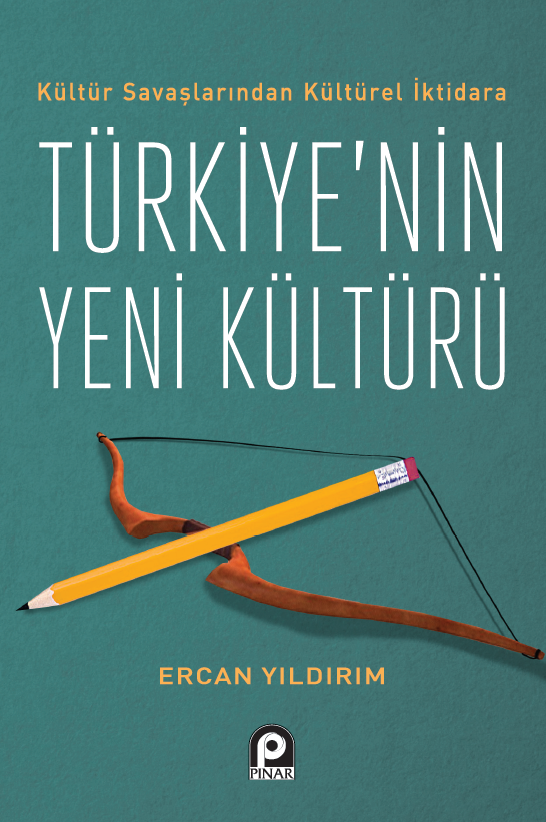 Kültür Savaşlarından Kültürel İktidara
TÜRKİYE'NİN
YENİ KÜLTÜRÜ
ERCAN YILDIRIM
PINAR